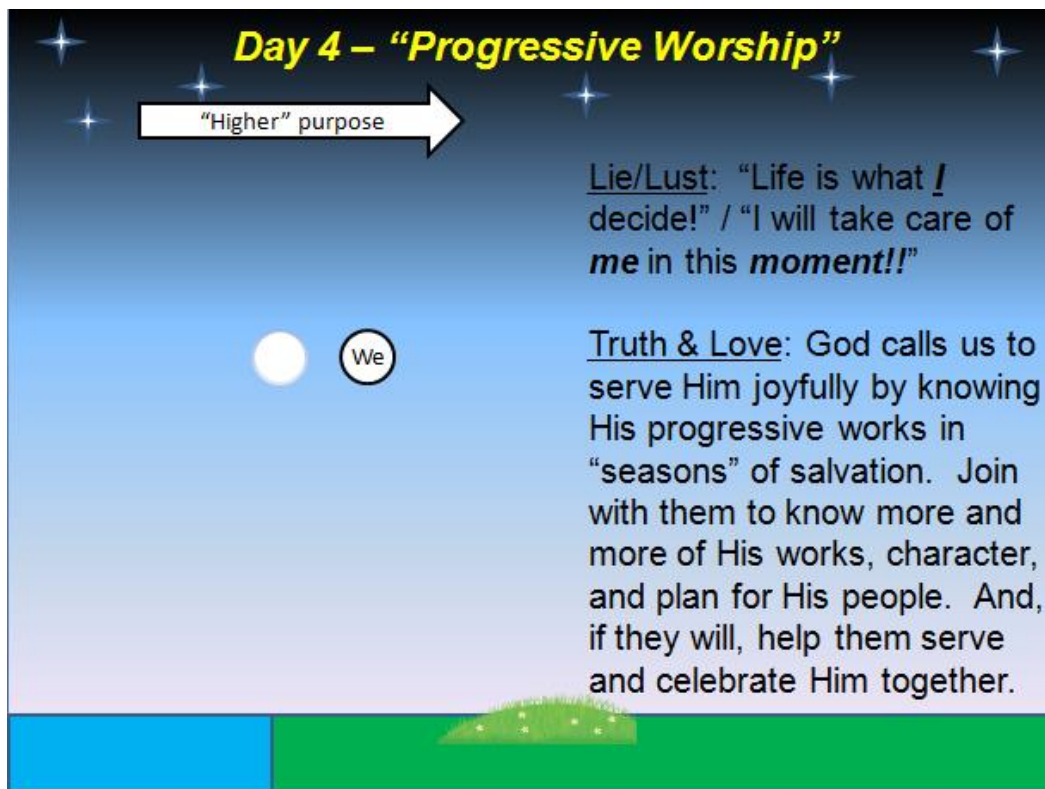 Day 4 – “Progressive Worship”
“Higher” purpose
Lie/Lust:  “Life is what I
decide!” / “I will take care of
me in this moment!!”
We
Truth & Love: God calls us to
serve Him joyfully by knowing
His progressive works in
“seasons” of salvation.  Join
with them to know more and
more of His works, character,
and plan for His people.  And,
if they will, help them serve
and celebrate Him together.